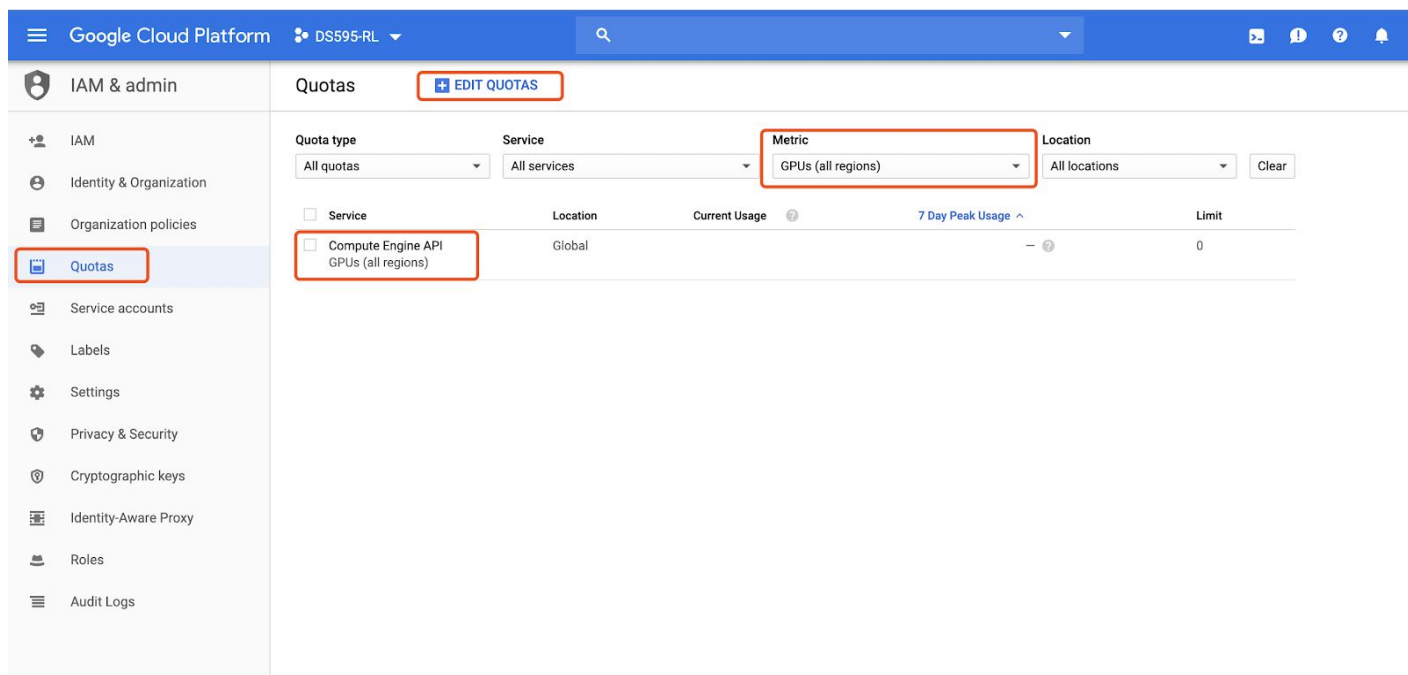 Google Cloud Platform DS595-RL
IAM & admin
Quotas EDIT QUOTAS
IAM
Identity & Organization
Organization policies
Quotas
Service accounts
Labels
Settings
Privacy & Security
Cryptographic keys
Identity-Aware Proxy
Roles
Audit Logs
Quota type Service Metric Location
All quotas All services GPUs (all regions) All locations Clear
Service Location Current Usage 7 Day Peak Usage Limit
Compute Engine API Global — 0
GPUs (all regions)